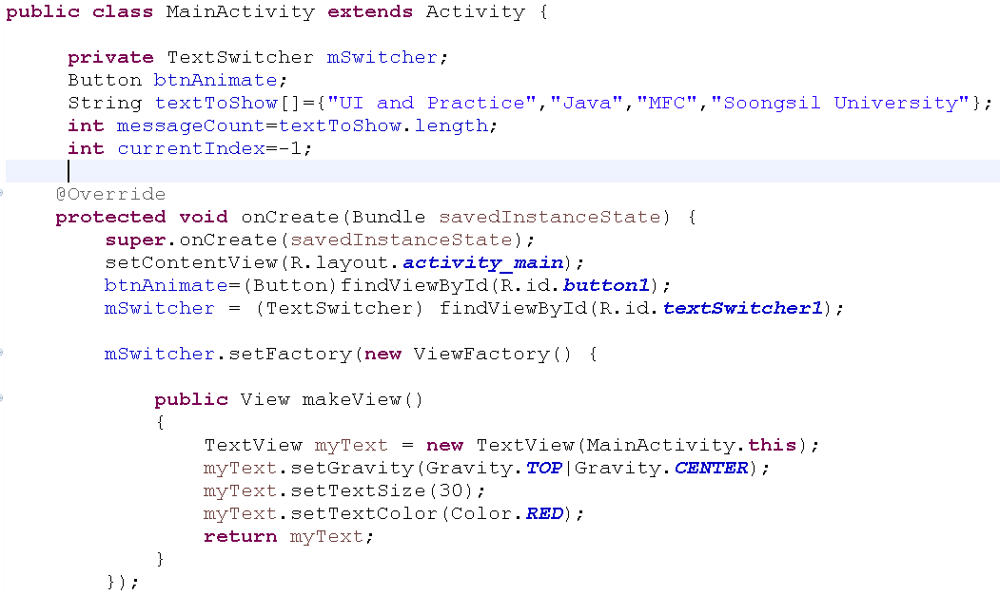 public class MainActivity extends Activity {
private TextSwitcher mSwitcher;
Button btnAnimate;
String textToShow[]={"UI and Practice","Java","MFC","Soongsil University"};
int messageCount=textToShow.length;
int currentIndex=-1;
@Override
protected void onCreate(Bundle savedInstanceState) {
super.onCreate(savedInstanceState);
setContentView(R.layout.activity_main);
btnAnimate=(Button)findViewById(R.id.button1);
mSwitcher = (TextSwitcher) findViewById(R.id.textSwitcher1);
mSwitcher.setFactory(new ViewFactory() {
public View makeView()
{
TextView myText = new TextView(MainActivity.this);
myText.setGravity(Gravity.TOP|Gravity.CENTER);
myText.setTextSize(30);
myText.setTextColor(Color.RED);
return myText;
}
});